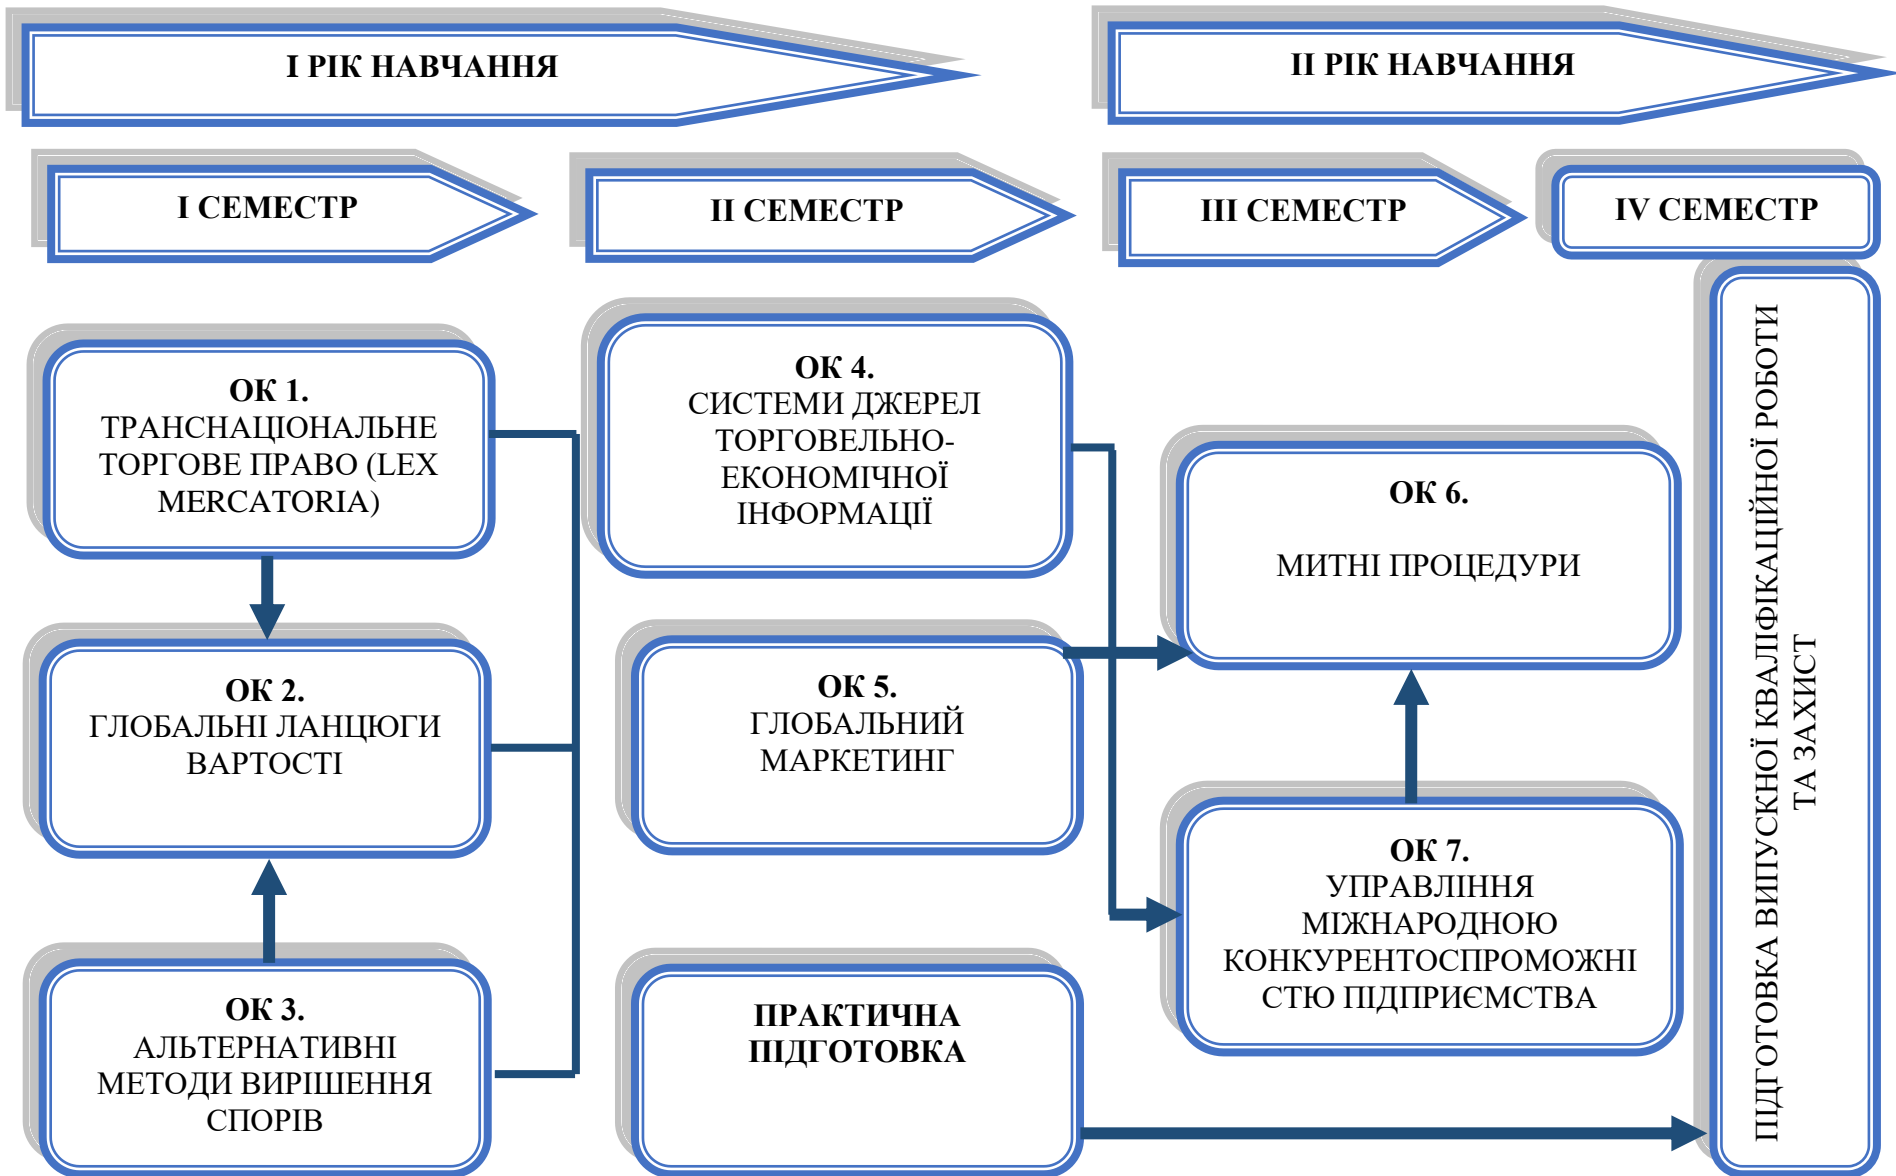 І РІК НАВЧАННЯ
ІІ РІК НАВЧАННЯ
І СЕМЕСТР
ІІ СЕМЕСТР
ІІІ СЕМЕСТР
IV СЕМЕСТР
ОК 1.
ТРАНСНАЦІОНАЛЬНЕ
ТОРГОВЕ ПРАВО (LEX
MERCATORIA)
ОК 2.
ГЛОБАЛЬНІ ЛАНЦЮГИ
ВАРТОСТІ
ОК 3.
АЛЬТЕРНАТИВНІ
МЕТОДИ ВИРІШЕННЯ
СПОРІВ
ОК 4.
СИСТЕМИ ДЖЕРЕЛ
ТОРГОВЕЛЬНО-
ЕКОНОМІЧНОЇ
ІНФОРМАЦІЇ
ОК 5.
ГЛОБАЛЬНИЙ
МАРКЕТИНГ
ПРАКТИЧНА
ПІДГОТОВКА
ОК 6.
МИТНІ ПРОЦЕДУРИ
ОК 7.
УПРАВЛІННЯ
МІЖНАРОДНОЮ
КОНКУРЕНТОСПРОМОЖНІ
СТЮ ПІДПРИЄМСТВА
ПІДГОТОВКА ВИПУСКНОЇ КВАЛІФІКАЦІЙНОЇ РОБОТИ
ТА ЗАХИСТ